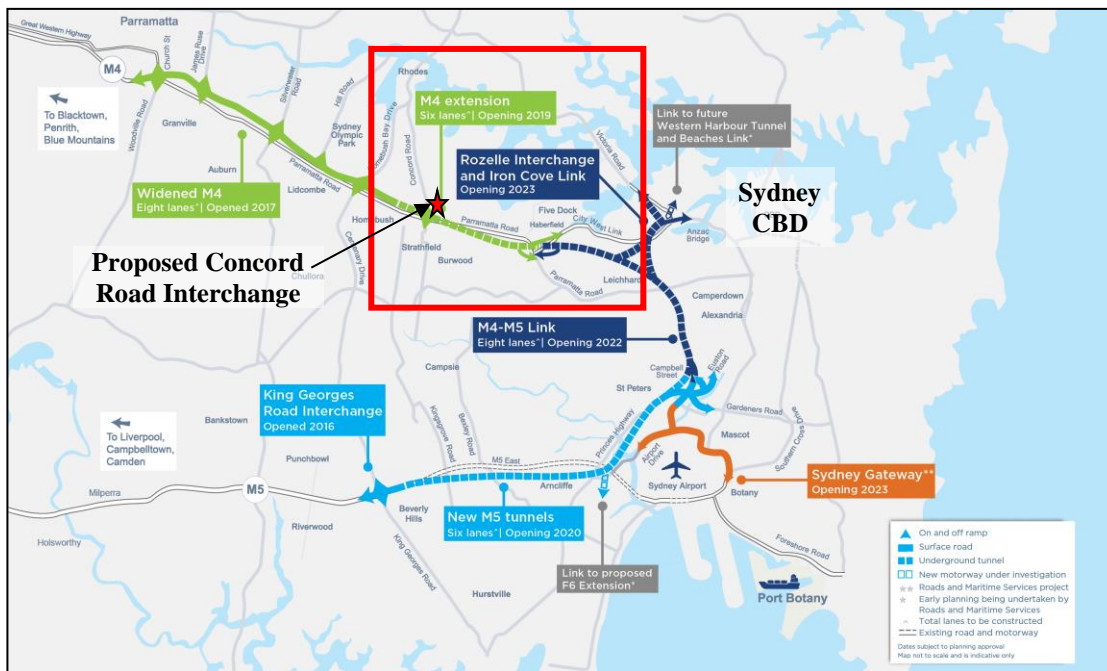 Parramatta
Great Western Highway
Church St
James Ruse
Drive
M4
Silverwater
Road
Hill Road
Rhodes
Homebush Bay Drive
Concord Road
M4 extension
Six lanesˆ| Opening 2019
To Blacktown,
Penrith,
Blue Mountains
Woodville Road
Granville
Sydney
Olympic
Park
Victoria Road
Link to future
Western Harbour Tunnel
and Beaches Link*
Auburn
Parramatta Road
Lidcombe
Rozelle Interchange
and Iron Cove Link
Opening 2023
Sydney
CBD
Widened M4
Eight lanesˆ| Opened 2017
Homebush
Parramatta Road
Five Dock
Haberfield
City West Link
Anzac
Bridge
Strathfield
Burwood
Centenary Drive
Proposed Concord
Road Interchange
Chullora
Parramatta Road
Leichhardt
Camperdown
Alexandria
M4-M5 Link
Eight lanesˆ| Opening 2022
Campsie
Campbell
Street
Euston
Road
St Peters
King Georges
Road Interchange
Opened 2016
Bankstown
Kingsgrove Road
Bexley Road
Princes Highway
Gardeners Road
To Liverpool,
Campbelltown,
Camden
Punchbowl
Mascot
Southern Cross Drive
M5 East
Airport
Drive
Sydney Airport
Botany
Sydney Gateway**
Opening 2023
Milperra
M5
Arncliffe
Riverwood
Beverly
Hills
New M5 tunnels
Six lanesˆ| Opening 2020
Holsworthy
King Georges Road
Foreshore Road
Link to proposed
F6 Extension*
Hurstville
Port Botany
On and off ramp
Surface road
Underground tunnel
New motorway under investigation
Roads and Maritime Services project
Early planning being undertaken by
Roads and Maritime Services
Total lanes to be constructed
Existing road and motorway
Dates subject to planning approval
Map not to scale and is indicative only